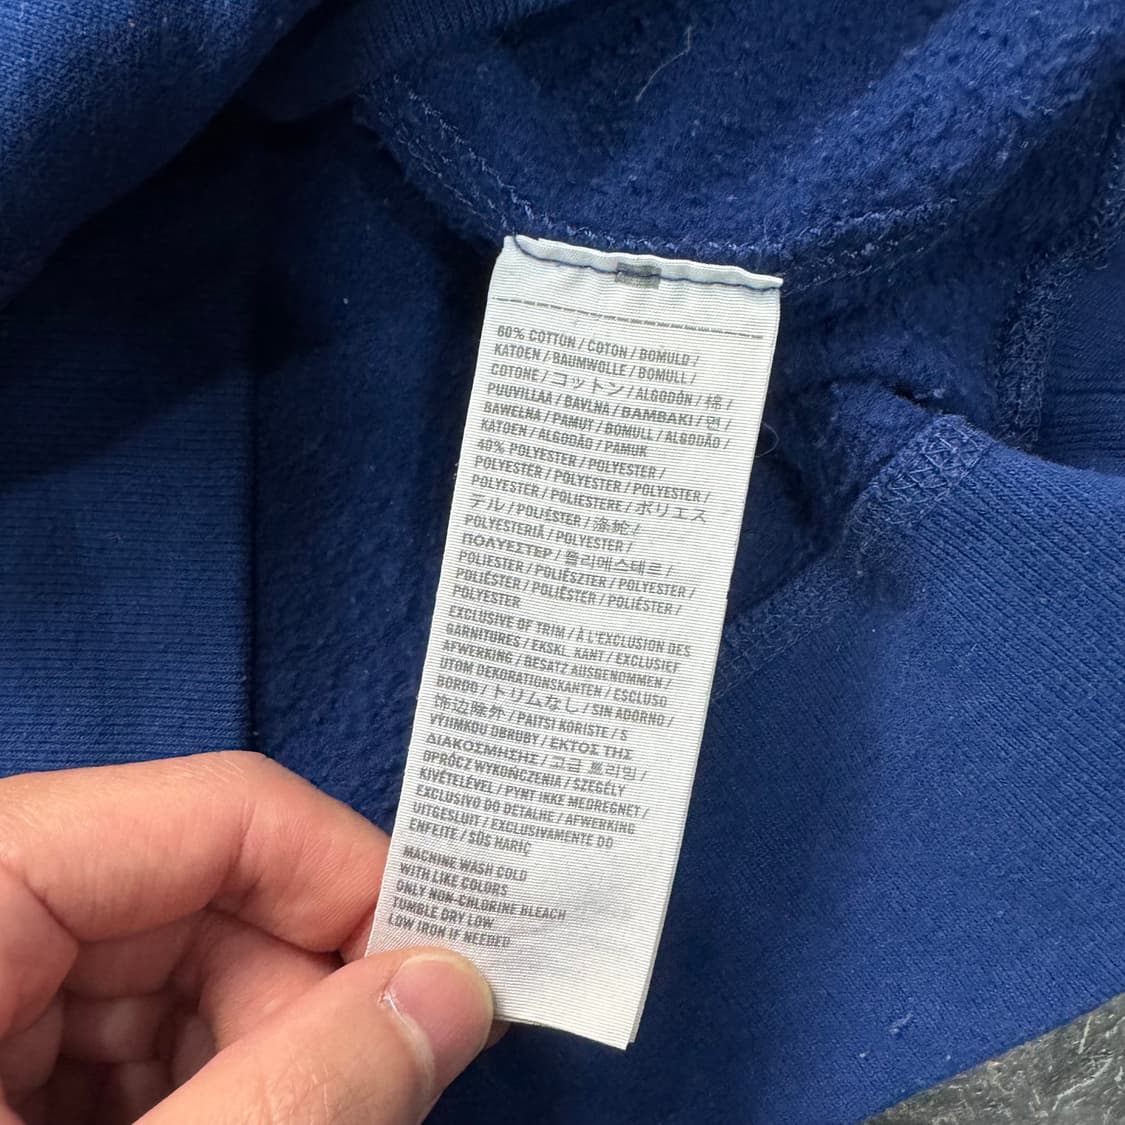 60% COTTON / COTON / BOMULD /
KATOEN / BAUMWOLLE / BOMULL /
COTONE / コットン / ALGODÓN / 棉 /
PUUVILLAA / BAVLNA / BAMBAKI / 면 /
BAWEŁNA / PAMUT / BOMULL / ALGODÃO /
KATOEN / ALGODÃO / PAMUK
40% POLYESTER / POLYESTER /
POLYESTER / POLYESTER / POLYESTER /
POLYESTER / POLIESTERE / ポリエス
テル / POLIÉSTER / 涤纶 /
POLYESTERIÄ / POLYESTER /
ΠΟΛΥΕΣΤΕΡ / 폴리에스테르 /
POLIESTER / POLIÉSZTER / POLYESTER /
POLIÉSTER / POLIÉSTER / POLIÉSTER /
POLYESTER
EXCLUSIVE OF TRIM / À L'EXCLUSION DES
GARNITURES / EKSKL. KANT / EXCLUSIEF
AFWERKING / BESATZ AUSGENOMMEN /
UTOM DEKORATIONSKANTEN / ESCLUSO
BORDO / トリムなし / SIN ADORNO /
饰边除外 / PAITSI KORISTE / S
VÝJIMKOU OBRUBY / ΕΚΤΟΣ ΤΗΣ
ΔΙΑΚΟΣΜΗΣΗΣ / 고급 트리밍 /
OPRÓCZ WYKOŃCZENIA / SZEGÉLY
KIVÉTELÉVEL / PYNT IKKE MEDREGNET /
EXCLUSIVO DO DETALHE / AFWERKING
UITGESLUIT / EXCLUSIVAMENTE DO
ENFEITE / SÜS HARİÇ
MACHINE WASH COLD
WITH LIKE COLORS
ONLY NON-CHLORINE BLEACH
TUMBLE DRY LOW
LOW IRON IF NEEDED